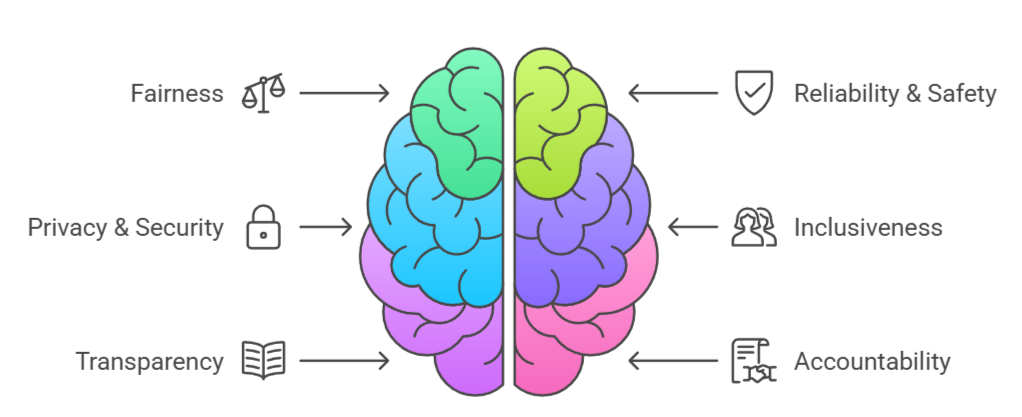 Fairness
Reliability & Safety
Privacy & Security
Inclusiveness
Transparency
Accountability